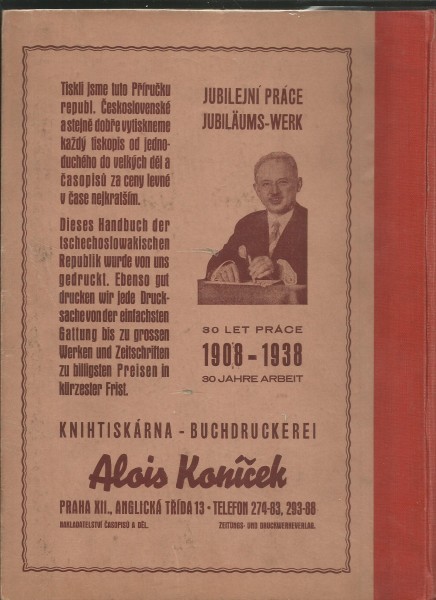 Tiskli jsme tuto Příručku
republ. Československé
a stejně dobře vytiskneme
každý tiskopis od jedno-
duchého do velkých děl a
časopisů za ceny levné
v čase nejkratším.
Dieses Handbuch der
tschechoslowakischen
Republik wurde von uns
gedruckt. Ebenso gut
drucken wir jede Druck-
sache von der einfachsten
Gattung bis zu grossen
Werken und Zeitschriften
zu billigsten Preisen in
kürzester Frist.
JUBILEJNÍ PRÁCE
JUBILÄUMS-WERK
30 LET PRÁCE
1908 - 1938
30 JAHRE ARBEIT
KNIHTISKÁRNA - BUCHDRUCKEREI
Alois Koníček
PRAHA XII., ANGLICKÁ TŘÍDA 13 • TELEFON 274-83, 293-88
NAKLADATELSTVÍ ČASOPISŮ A DĚL. ZEITUNGS- UND DRUCKWERKEVERLAG.